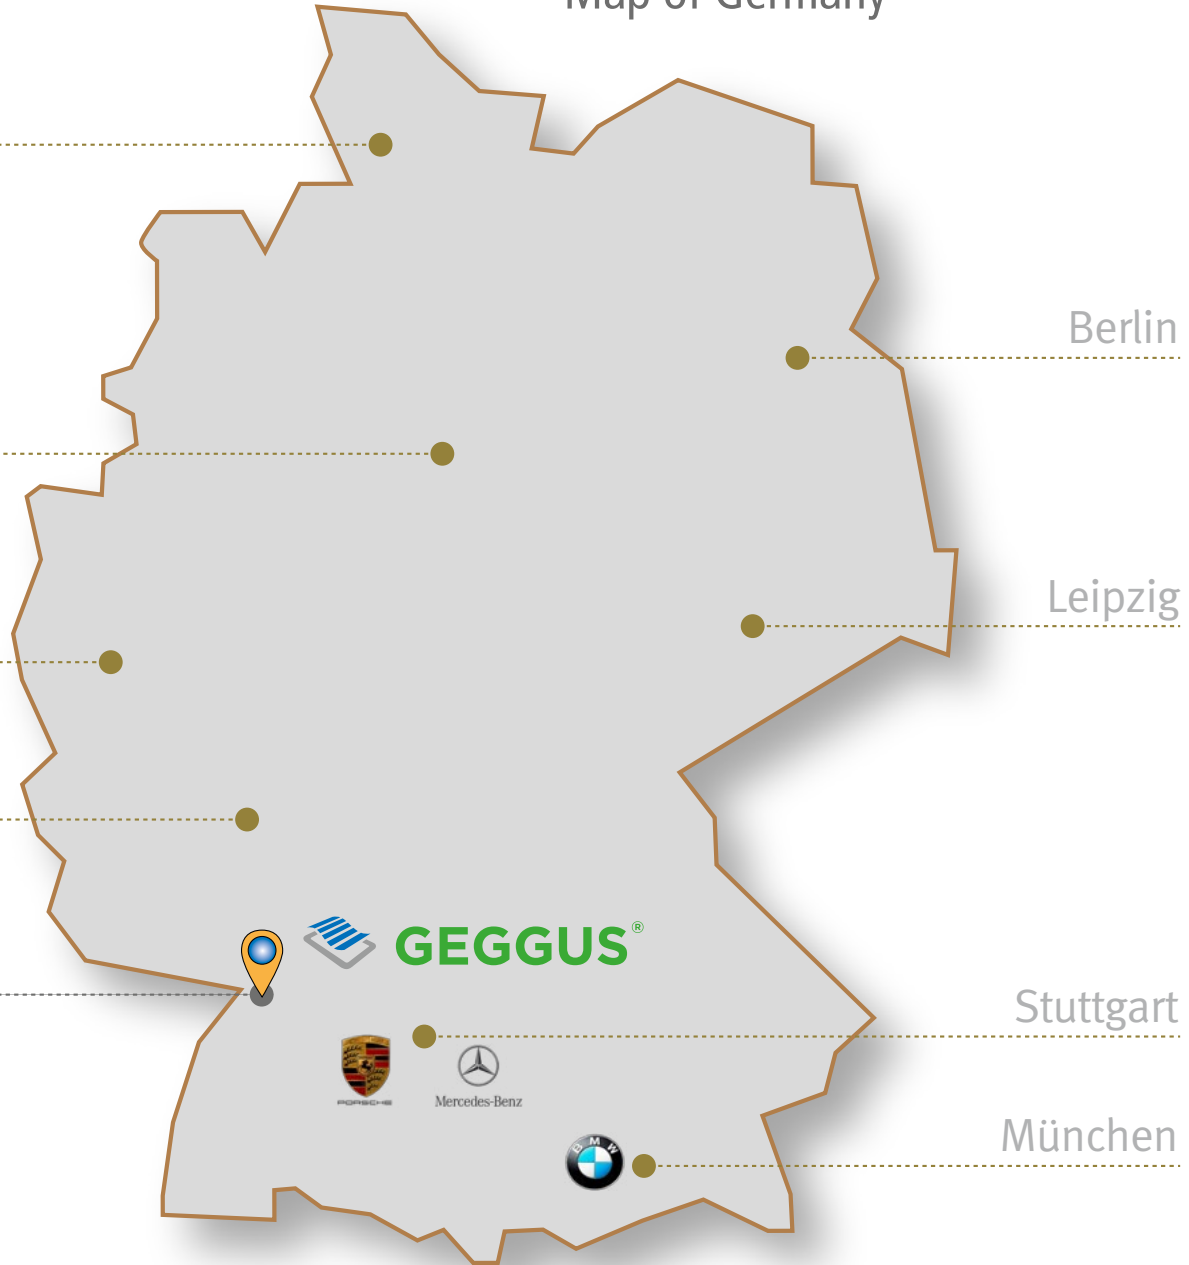 Map of Germany
Berlin
Leipzig
GEGGUS®
Stuttgart
PORSCHE
Mercedes-Benz
BMW
München